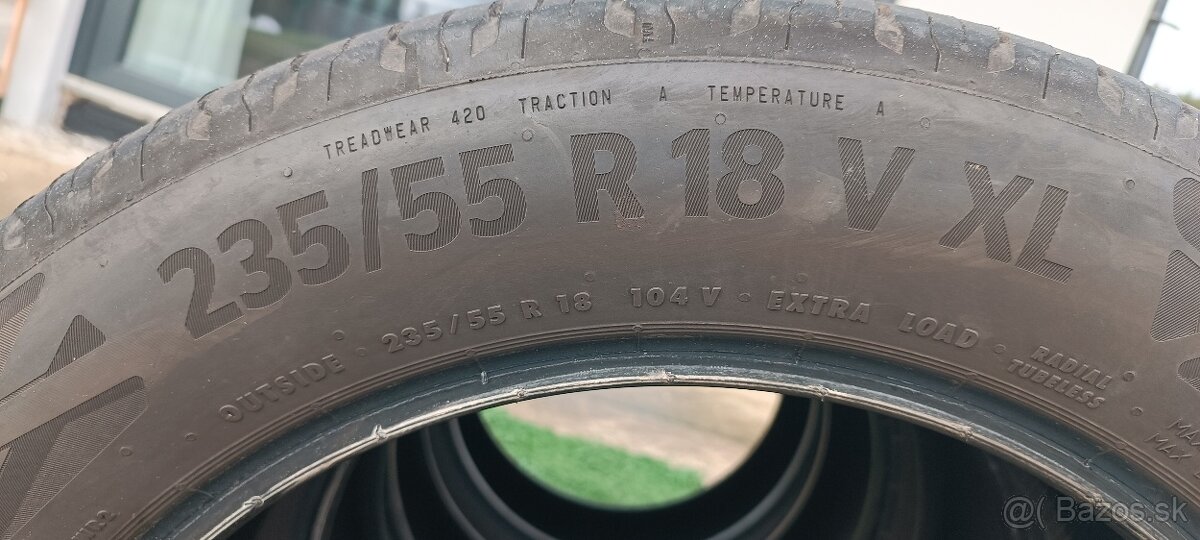 TREADWEAR 420 TRACTION A TEMPERATURE A
235/55 R 18 V XL
OUTSIDE 235/55 R 18 104 V EXTRA LOAD RADIAL
TUBELESS
MAX
@( Bazos.sk